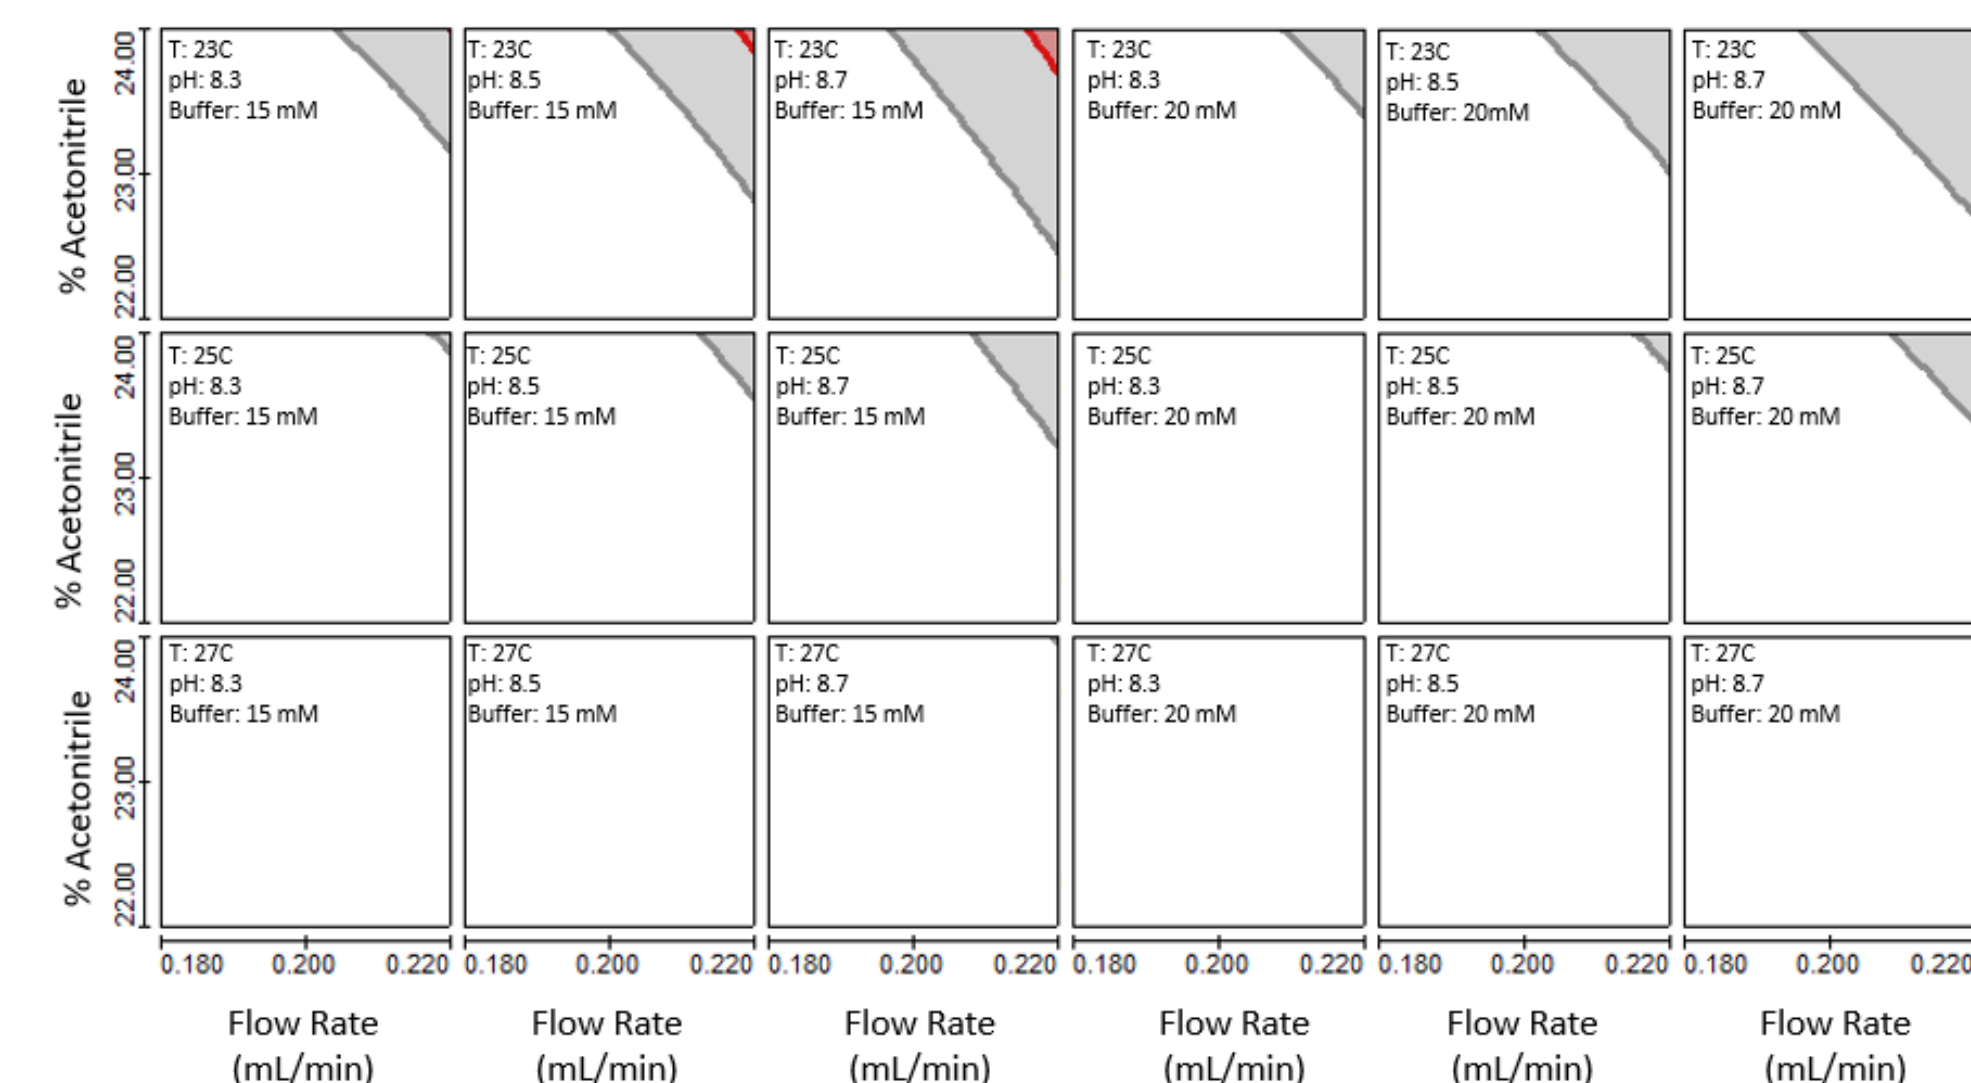 % Acetonitrile
24.00
23.00
22.00
T: 23C
pH: 8.3
Buffer: 15 mM
T: 23C
pH: 8.5
Buffer: 15 mM
T: 23C
pH: 8.7
Buffer: 15 mM
T: 23C
pH: 8.3
Buffer: 20 mM
T: 23C
pH: 8.5
Buffer: 20mM
T: 23C
pH: 8.7
Buffer: 20 mM
% Acetonitrile
24.00
23.00
22.00
T: 25C
pH: 8.3
Buffer: 15 mM
T: 25C
pH: 8.5
Buffer: 15 mM
T: 25C
pH: 8.7
Buffer: 15 mM
T: 25C
pH: 8.3
Buffer: 20 mM
T: 25C
pH: 8.5
Buffer: 20 mM
T: 25C
pH: 8.7
Buffer: 20 mM
% Acetonitrile
24.00
23.00
22.00
T: 27C
pH: 8.3
Buffer: 15 mM
T: 27C
pH: 8.5
Buffer: 15 mM
T: 27C
pH: 8.7
Buffer: 15 mM
T: 27C
pH: 8.3
Buffer: 20 mM
T: 27C
pH: 8.5
Buffer: 20 mM
T: 27C
pH: 8.7
Buffer: 20 mM
0.180 0.200 0.220 0.180 0.200 0.220 0.180 0.200 0.220 0.180 0.200 0.220 0.180 0.200 0.220 0.180 0.200 0.220
Flow Rate
(mL/min)
Flow Rate
(mL/min)
Flow Rate
(mL/min)
Flow Rate
(mL/min)
Flow Rate
(mL/min)
Flow Rate
(mL/min)